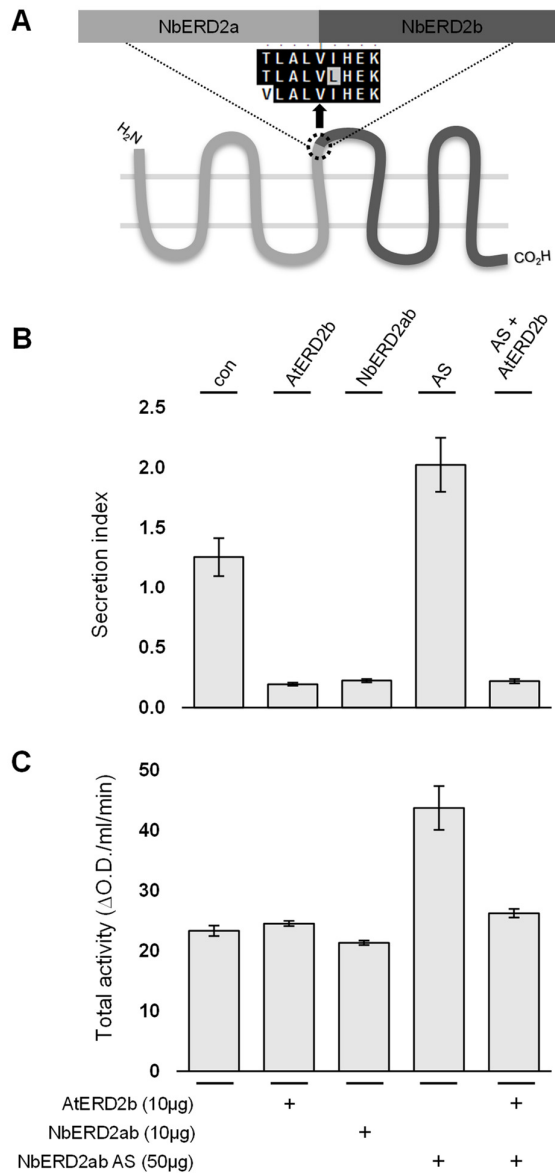 A
NbERD2a NbERD2b
TLALVIHEK
TLALVLHEK
VLALVIHEK
H₂N
CO₂H
B
con AtERD2b NbERD2ab AS AS + AtERD2b
Secretion index
2.5
2.0
1.5
1.0
0.5
0.0
C
Total activity (ΔO.D./ml/min)
50
40
30
20
10
0
AtERD2b (10µg) + +
NbERD2ab (10µg) +
NbERD2ab AS (50µg) + +